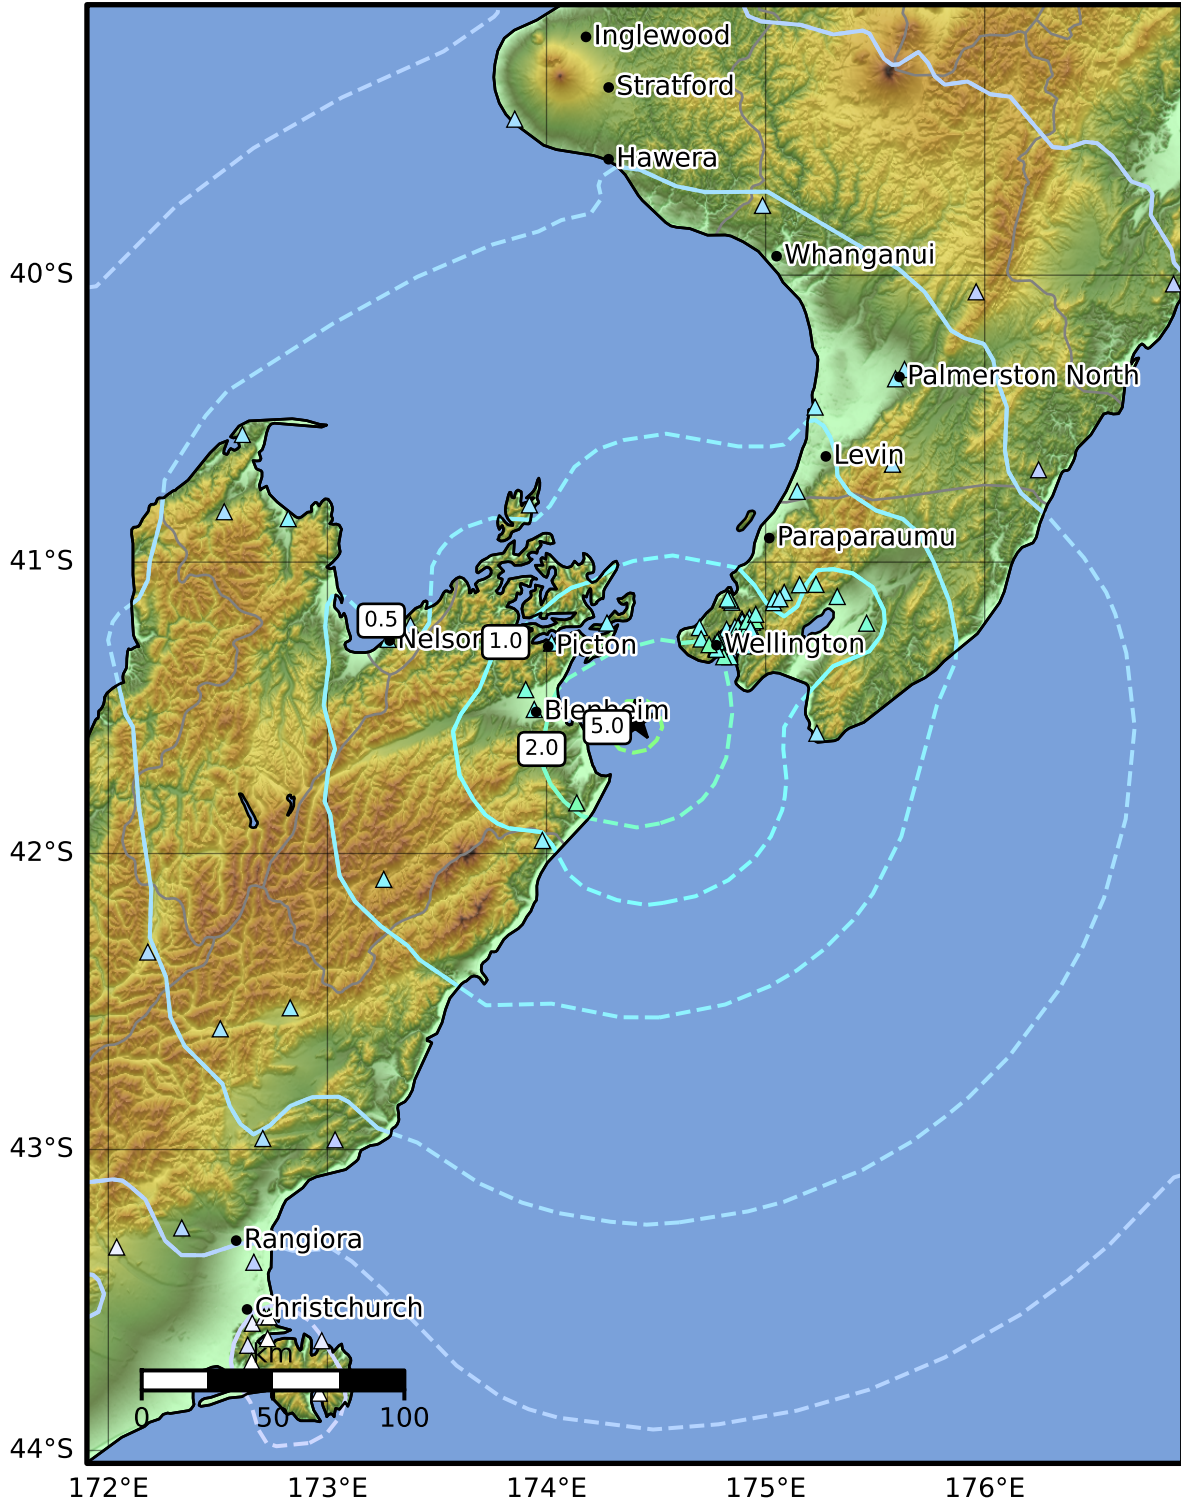 Inglewood
Stratford
Hawera
Whanganui
40°S
Palmerston North
Levin
Paraparaumu
41°S
0.5
Nelson
1.0
Picton
Wellington
Blenheim
5.0
2.0
42°S
43°S
Rangiora
Christchurch
km
0 50 100
44°S
172°E 173°E 174°E 175°E 176°E